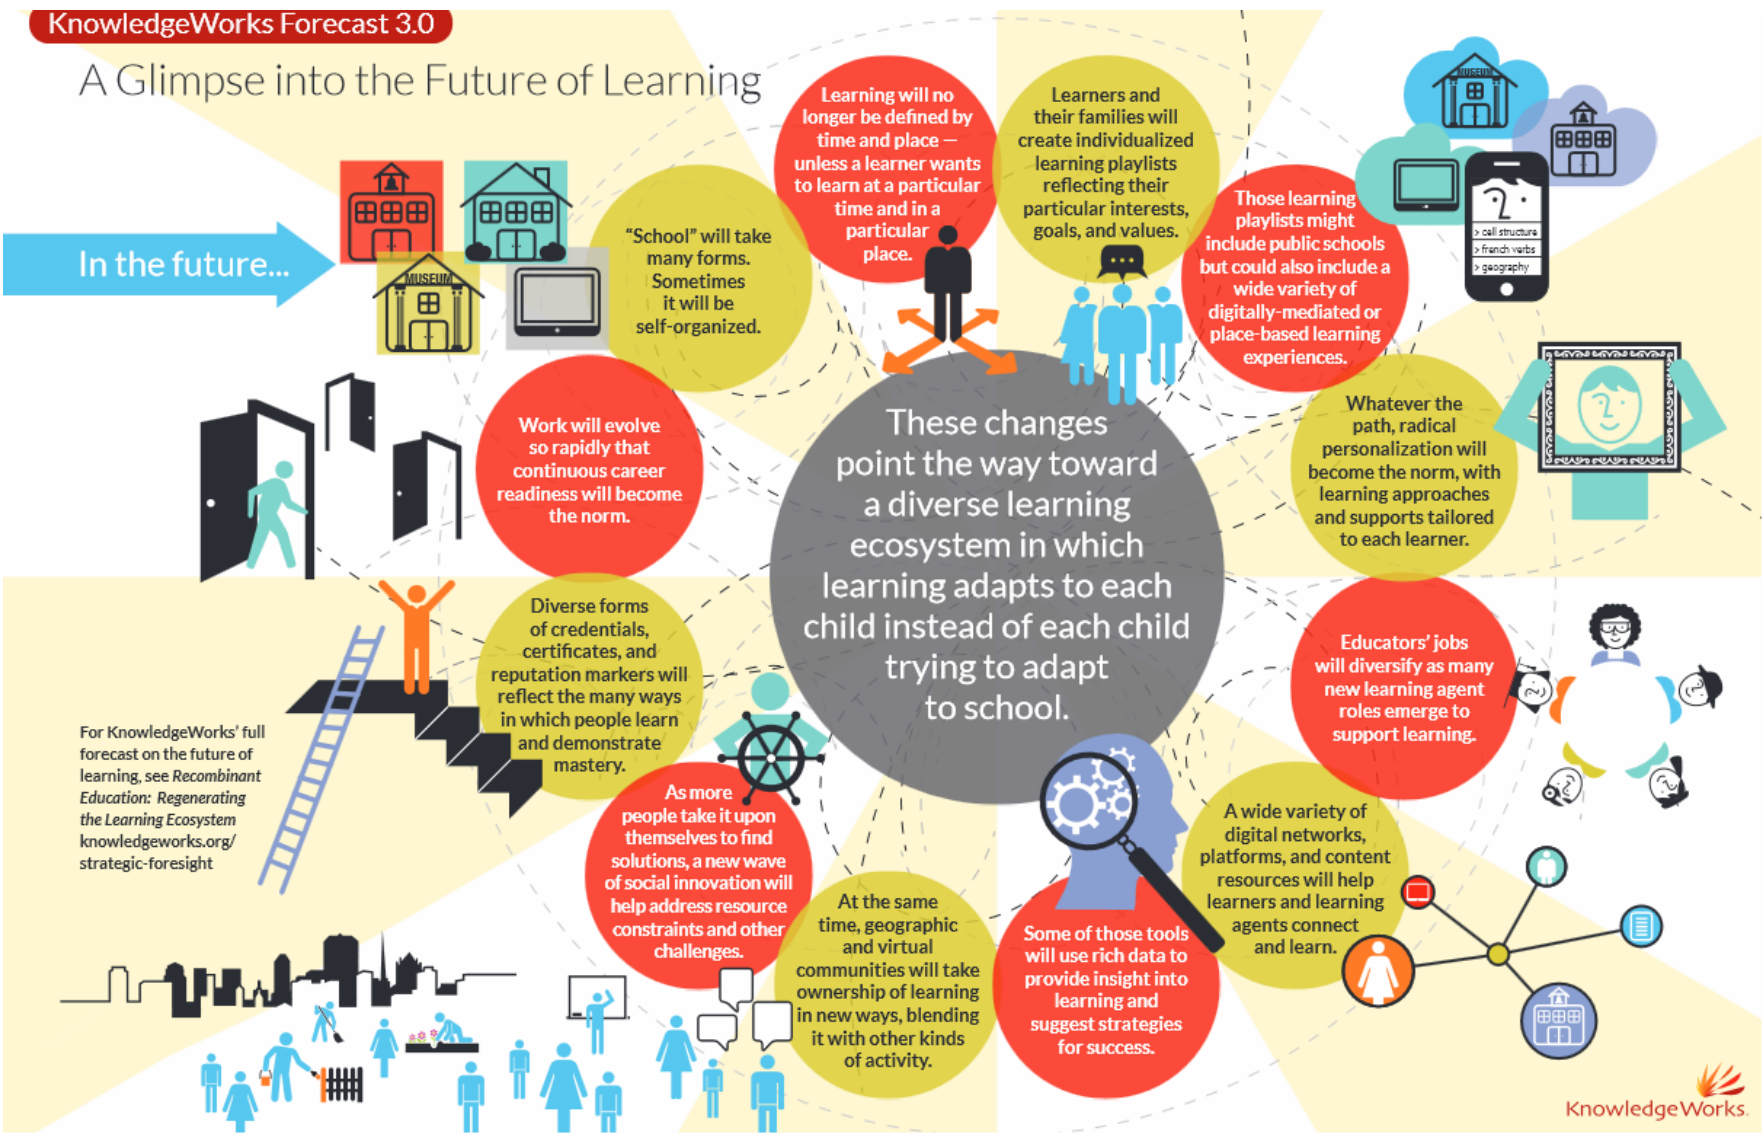 KnowledgeWorks Forecast 3.0
A Glimpse into the Future of Learning
In the future...
MUSEUM
“School” will take
many forms.
Sometimes
it will be
self-organized.
Learning will no
longer be defined by
time and place —
unless a learner wants
to learn at a particular
time and in a
particular
place.
Learners and
their families will
create individualized
learning playlists
reflecting their
particular interests,
goals, and values.
Those learning
playlists might
include public schools
but could also include a
wide variety of
digitally-mediated or
place-based learning
experiences.
MUSEUM
> cell structure
> french verbs
> geography
Whatever the
path, radical
personalization will
become the norm, with
learning approaches
and supports tailored
to each learner.
Educators’ jobs
will diversify as many
new learning agent
roles emerge to
support learning.
A wide variety of
digital networks,
platforms, and content
resources will help
learners and learning
agents connect
and learn.
Some of those tools
will use rich data to
provide insight into
learning and
suggest strategies
for success.
At the same
time, geographic
and virtual
communities will take
ownership of learning
in new ways, blending
it with other kinds
of activity.
As more
people take it upon
themselves to find
solutions, a new wave
of social innovation will
help address resource
constraints and other
challenges.
Diverse forms
of credentials,
certificates, and
reputation markers will
reflect the many ways
in which people learn
and demonstrate
mastery.
Work will evolve
so rapidly that
continuous career
readiness will become
the norm.
These changes
point the way toward
a diverse learning
ecosystem in which
learning adapts to each
child instead of each child
trying to adapt
to school.
For KnowledgeWorks’ full
forecast on the future of
learning, see Recombinant
Education: Regenerating
the Learning Ecosystem
knowledgeworks.org/
strategic-foresight
KnowledgeWorks.